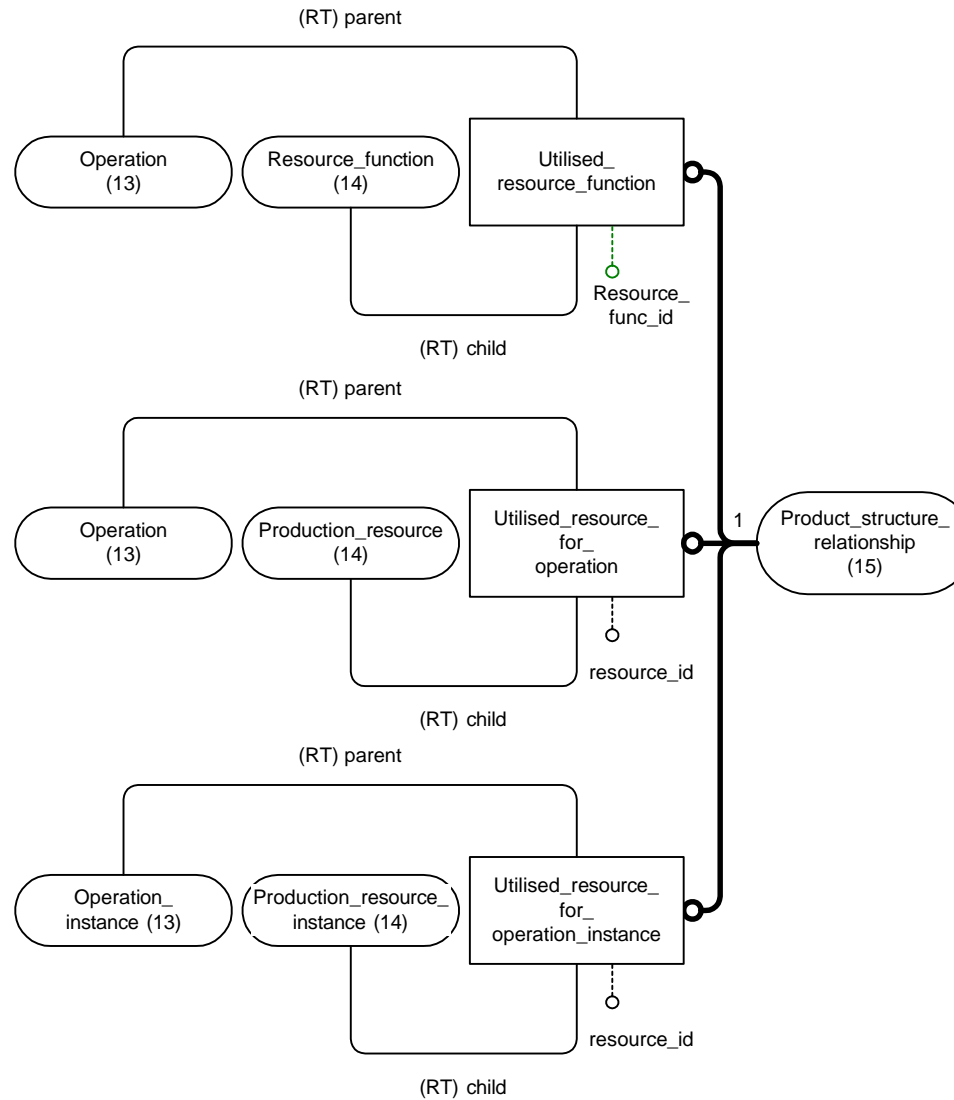 (RT) parent
Operation
(13)
Resource_function
(14)
Utilised_
resource_function
Resource_
func_id
(RT) child
(RT) parent
Operation
(13)
Production_resource
(14)
Utilised_resource_
for_
operation
1
Product_structure_
relationship
(15)
resource_id
(RT) child
(RT) parent
Operation_
instance (13)
Production_resource_
instance (14)
Utilised_resource_
for_
operation_instance
resource_id
(RT) child